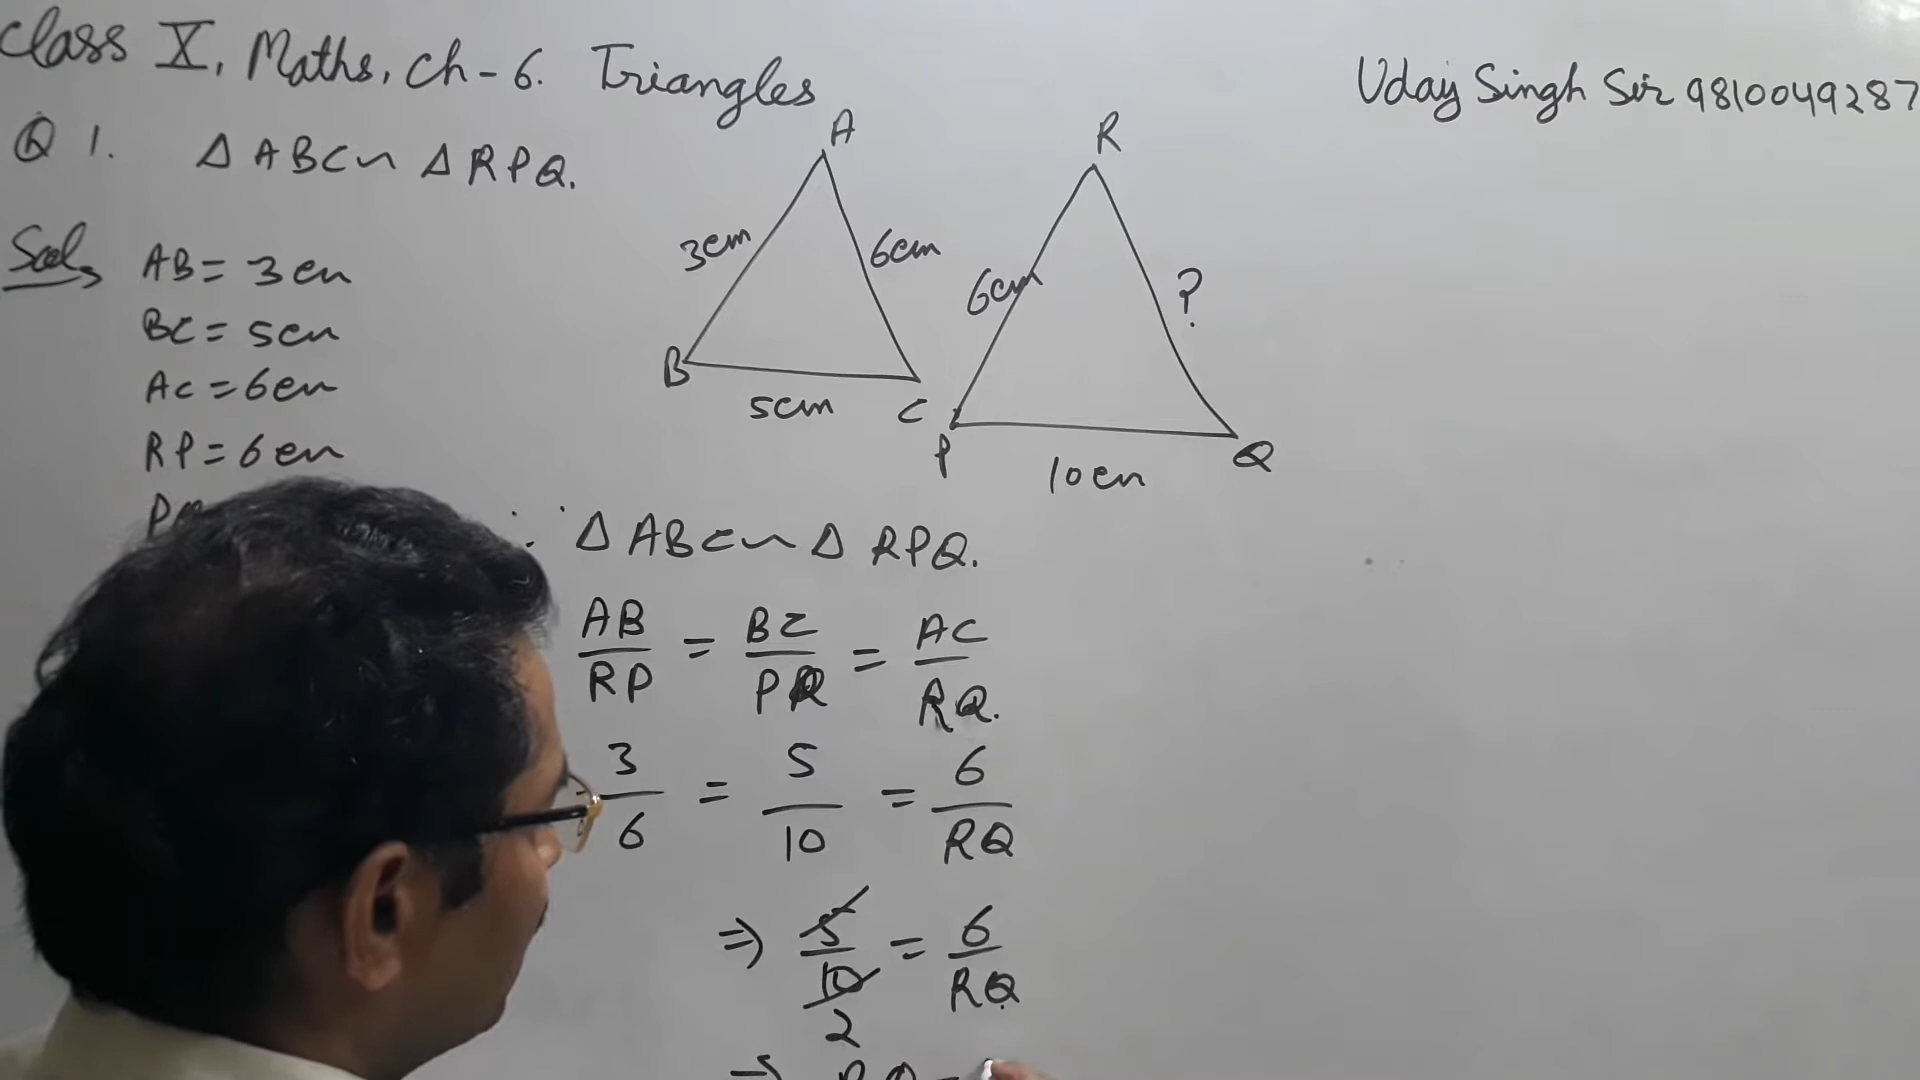 Class X, Maths, Ch-6. Triangles
Uday Singh Sir 9810049287
Q 1. Δ ABC ~ Δ RPQ.
Sol,
AB = 3cm
BC = 5cm
AC = 6cm
RP = 6cm
A
3cm
6cm
B
5cm
C
R
6cm
?
P
10cm
Q
∵ Δ ABC ~ Δ RPQ.
AB/RP = BC/PQ = AC/RQ.
3/6 = 5/10 = 6/RQ
⇒ 5/10 = 6/RQ
2
⇒ RQ =